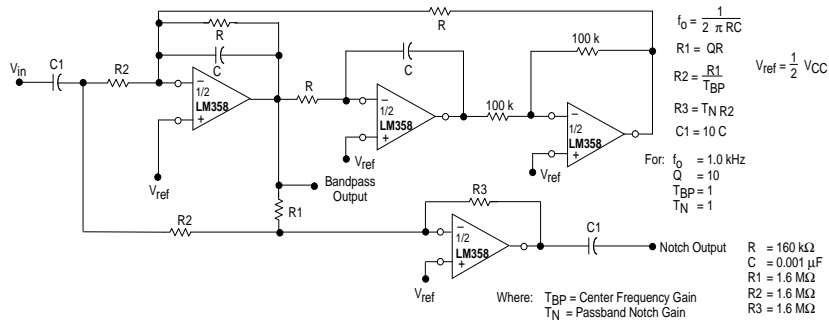 R
R
C
C
100 k
fo = 1 / 2 π RC
R1 = QR
R2 = R1 / TBP
R3 = TN R2
C1 = 10 C
Vref = 1/2 VCC
Vin
C1
R2
−
1/2
LM358
+
Vref
R
−
1/2
LM358
+
Vref
100 k
−
1/2
LM358
+
Vref
For: fo = 1.0 kHz
Q = 10
TBP = 1
TN = 1
Bandpass
Output
R1
R2
R3
−
1/2
LM358
+
Vref
C1
Notch Output
Where: TBP = Center Frequency Gain
TN = Passband Notch Gain
R = 160 kΩ
C = 0.001 µF
R1 = 1.6 MΩ
R2 = 1.6 MΩ
R3 = 1.6 MΩ